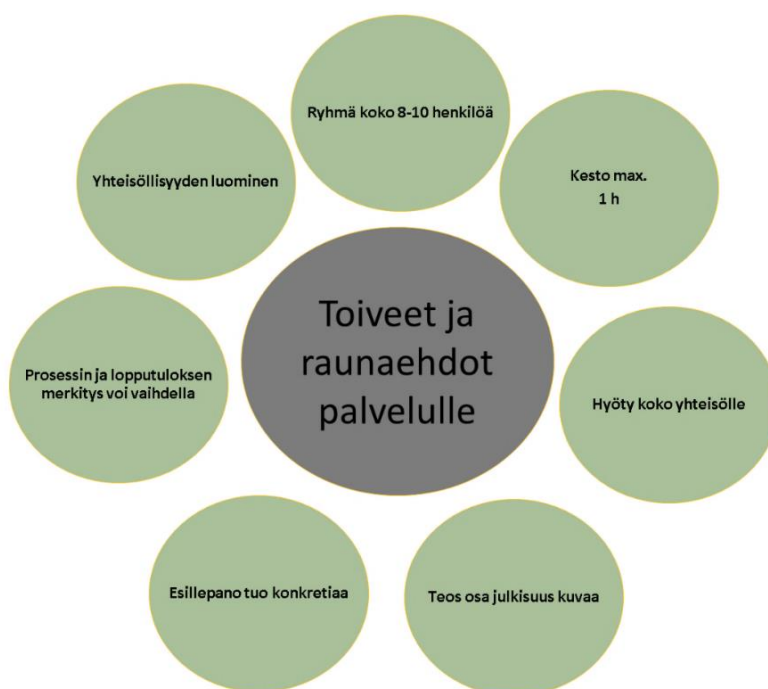 Toiveet ja
raunaehdot
palvelulle
Ryhmä koko 8-10 henkilöä
Kesto max.
1 h
Hyöty koko yhteisölle
Teos osa julkisuus kuvaa
Esillepano tuo konkretiaa
Prosessin ja lopputuloksen
merkitys voi vaihdella
Yhteisöllisyyden luominen